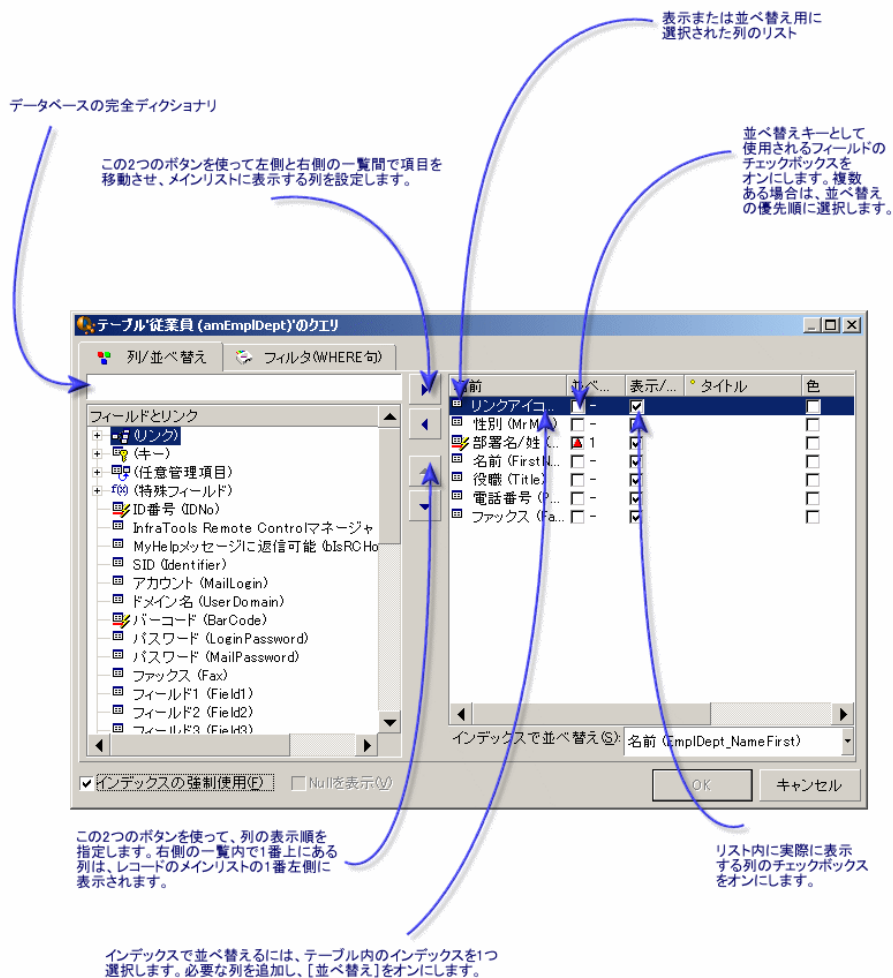 表示または並べ替え用に
選択された列のリスト
データベースの完全ディクショナリ
この2つのボタンを使って左側と右側の一覧間で項目を
移動させ、メインリストに表示する列を設定します。
並べ替えキーとして
使用されるフィールドの
チェックボックスを
オンにします。複数
ある場合は、並べ替え
の優先順に選択します。
テーブル'従業員 (amEmplDept)'のクエリ
列/並べ替え
フィルタ(WHERE句)
フィールドとリンク
(リンク)
(キー)
(任意管理項目)
(特殊フィールド)
ID番号 (IDNo)
InfraTools Remote Controlマネージャ
MyHelpメッセージに返信可能 (bIsRCHo
SID (Identifier)
アカウント (MailLogin)
ドメイン名 (UserDomain)
バーコード (BarCode)
パスワード (LoginPassword)
パスワード (MailPassword)
ファックス (Fax)
フィールド1 (Field1)
フィールド2 (Field2)
フィールド3 (Field3)
前 並べ... 表示/... タイトル 色
リンクアイコ... -
性別 (MrM -
部署名/姓 (... 1
名前 (FirstN... -
役職 (Title) -
電話番号 (P... -
ファックス (Fa... -
インデックスで並べ替え(S): 名前 (EmplDept_NameFirst)
インデックスの強制使用(F)
Nullを表示(V)
OK
キャンセル
この2つのボタンを使って、列の表示順を
指定します。右側の一覧内で1番上にある
列は、レコードのメインリストの1番左側に
表示されます。
リスト内に実際に表示
する列のチェックボックス
をオンにします。
インデックスで並べ替えるには、テーブル内のインデックスを1つ
選択します。必要な列を追加し、[並べ替え]をオンにします。